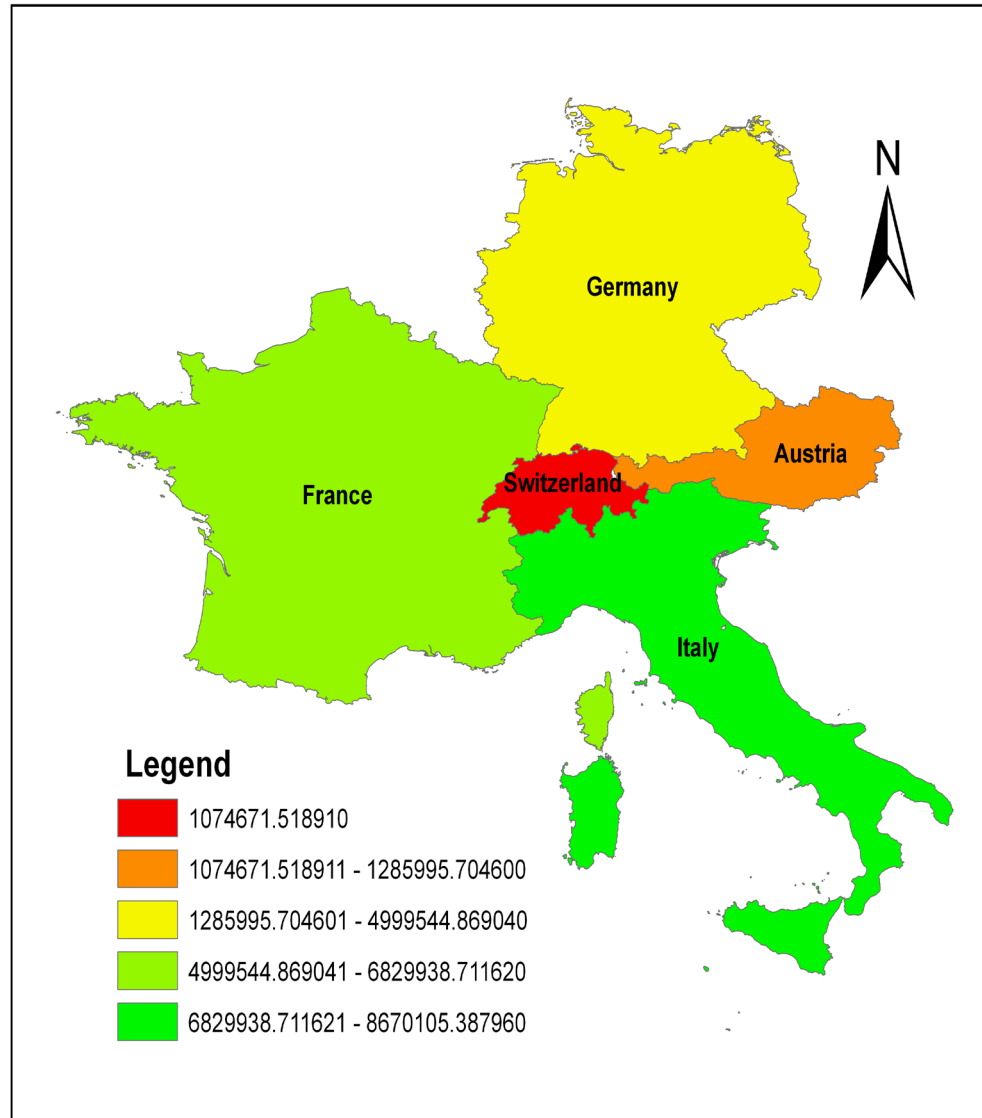 N
Germany
Austria
Switzerland
France
Italy
Legend
1074671.518910
1074671.518911 - 1285995.704600
1285995.704601 - 4999544.869040
4999544.869041 - 6829938.711620
6829938.711621 - 8670105.387960